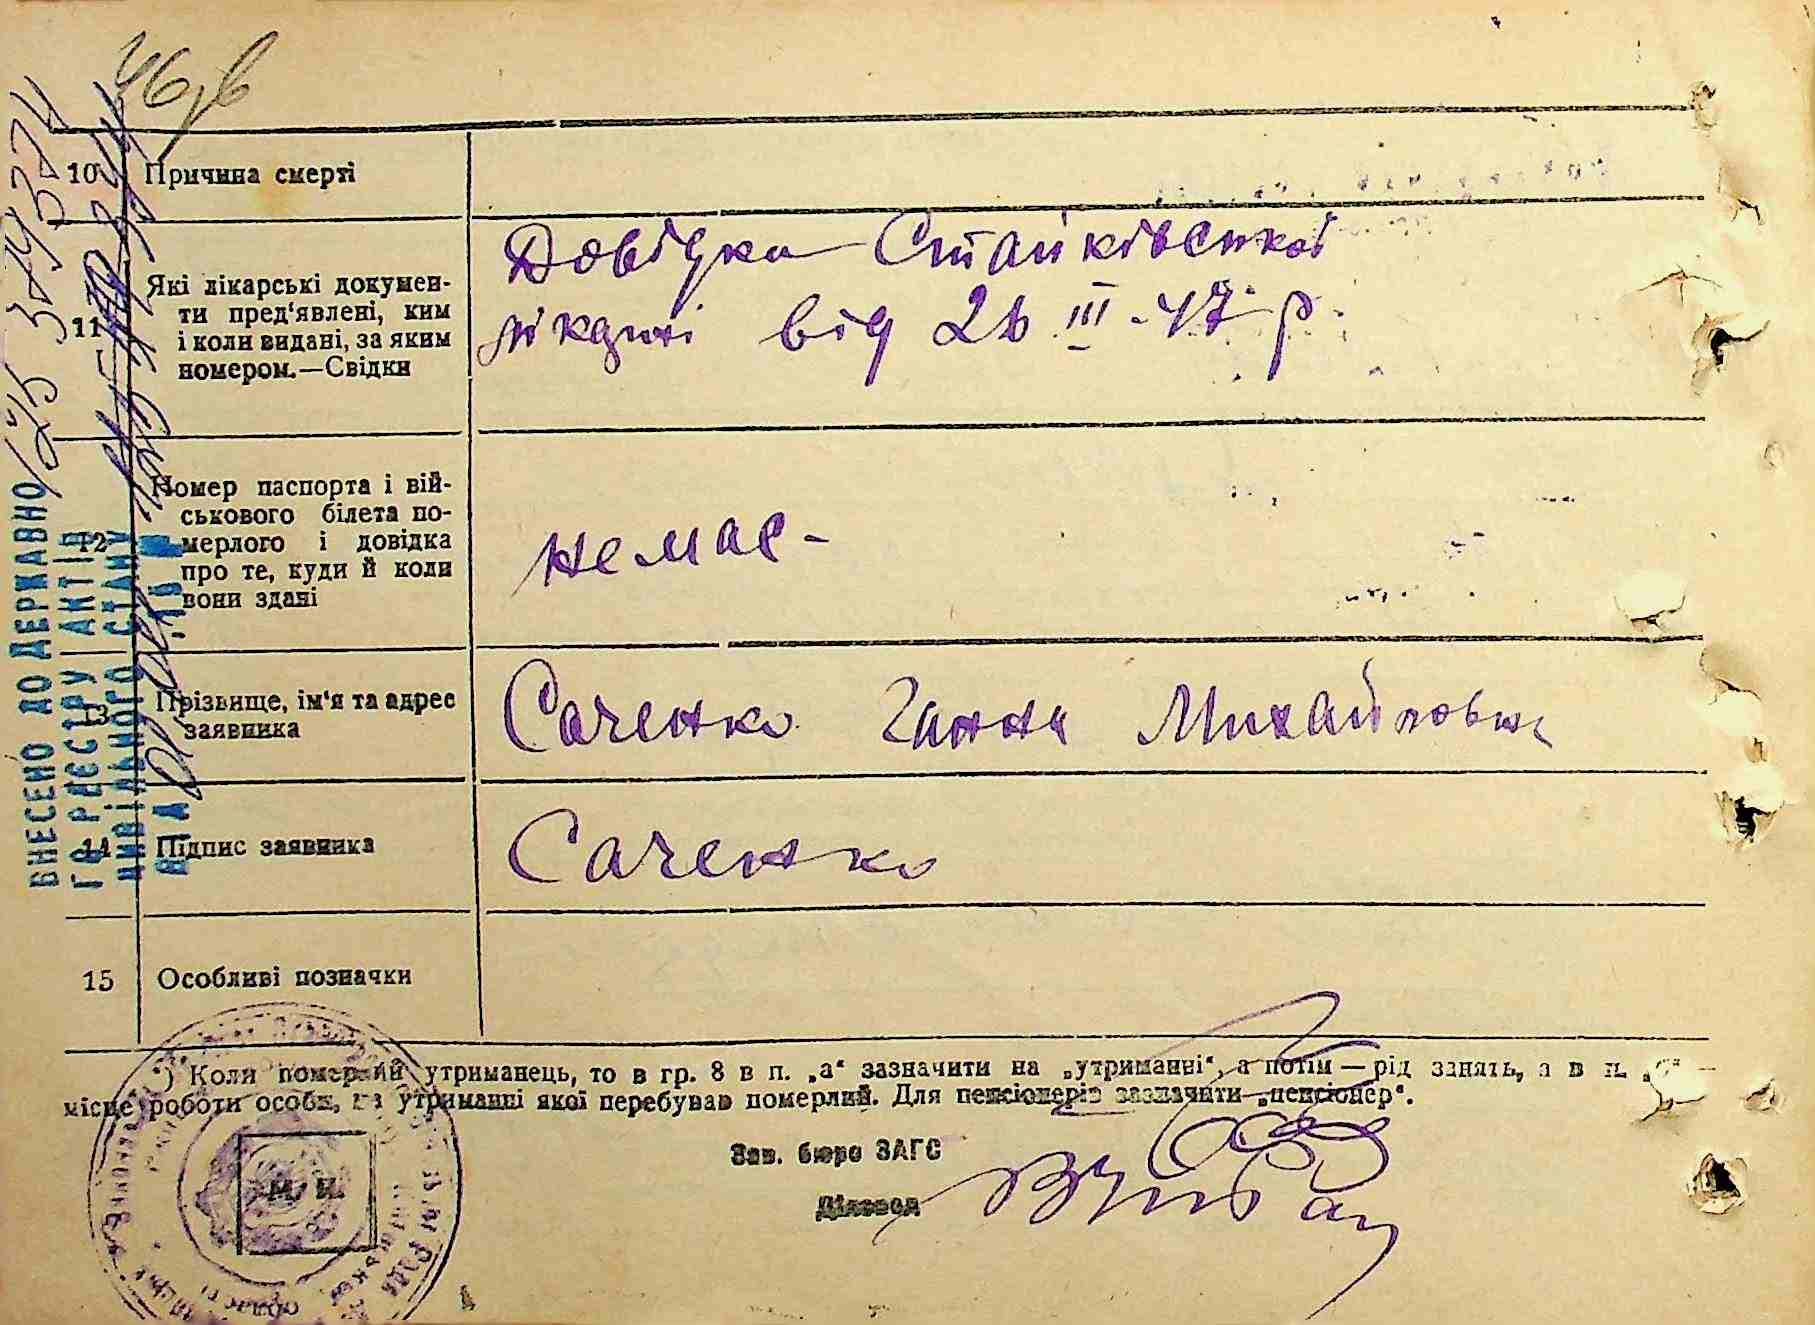 46,в
10 Причина смерті
11 Які лікарські докумен-
ти пред‘явлені, ким
і коли видані, за яким
номером.—Свідки
Довідка Стайківської
лікарні від 26 III-47 р.
12 Номер паспорта і вій-
ськового білета по-
мерлого і довідка
про те, куди й коли
вони здані
немає-
13 Прізвище, ім‘я та адрес
заявника
Саченко Ганна Михайловна
14 Підпис заявника
Саченко
15 Особливі позначки
*) Коли померлий утриманець, то в гр. 8 в п. „а“ зазначити на „утриманні“, а потім — рід занять, а в п. „б“ —
місце роботи особи, на утриманні якої перебував померлий. Для пенсіонерів зазначити „пенсіонер“.
Зав. бюро ЗАГС
Діловод
М. П.
ВНЕСЕНО ДО ДЕРЖАВНО
ГО РЕЄСТРУ АКТІВ
ЦИВІЛЬНОГО СТАНУ